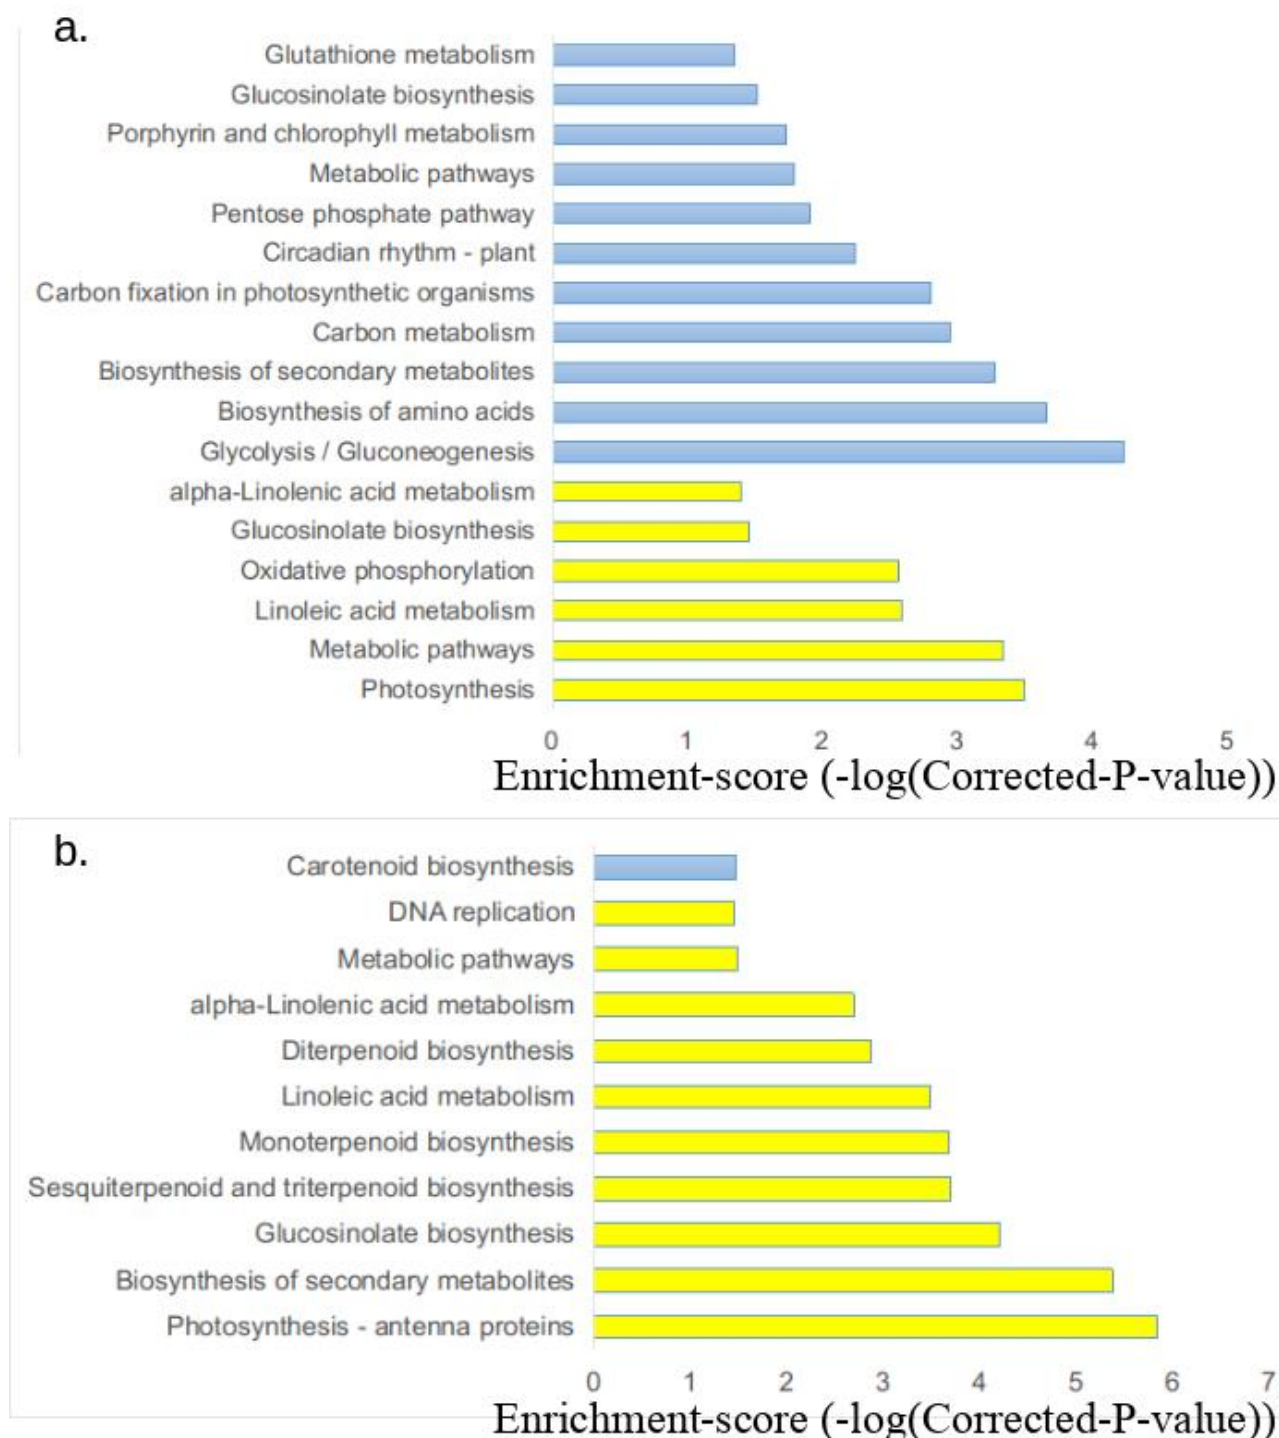 a.
Glutathione metabolism
Glucosinolate biosynthesis
Porphyrin and chlorophyll metabolism
Metabolic pathways
Pentose phosphate pathway
Circadian rhythm - plant
Carbon fixation in photosynthetic organisms
Carbon metabolism
Biosynthesis of secondary metabolites
Biosynthesis of amino acids
Glycolysis / Gluconeogenesis
alpha-Linolenic acid metabolism
Glucosinolate biosynthesis
Oxidative phosphorylation
Linoleic acid metabolism
Metabolic pathways
Photosynthesis
0 1 2 3 4 5
Enrichment-score (-log(Corrected-P-value))
b.
Carotenoid biosynthesis
DNA replication
Metabolic pathways
alpha-Linolenic acid metabolism
Diterpenoid biosynthesis
Linoleic acid metabolism
Monoterpenoid biosynthesis
Sesquiterpenoid and triterpenoid biosynthesis
Glucosinolate biosynthesis
Biosynthesis of secondary metabolites
Photosynthesis - antenna proteins
0 1 2 3 4 5 6 7
Enrichment-score (-log(Corrected-P-value))